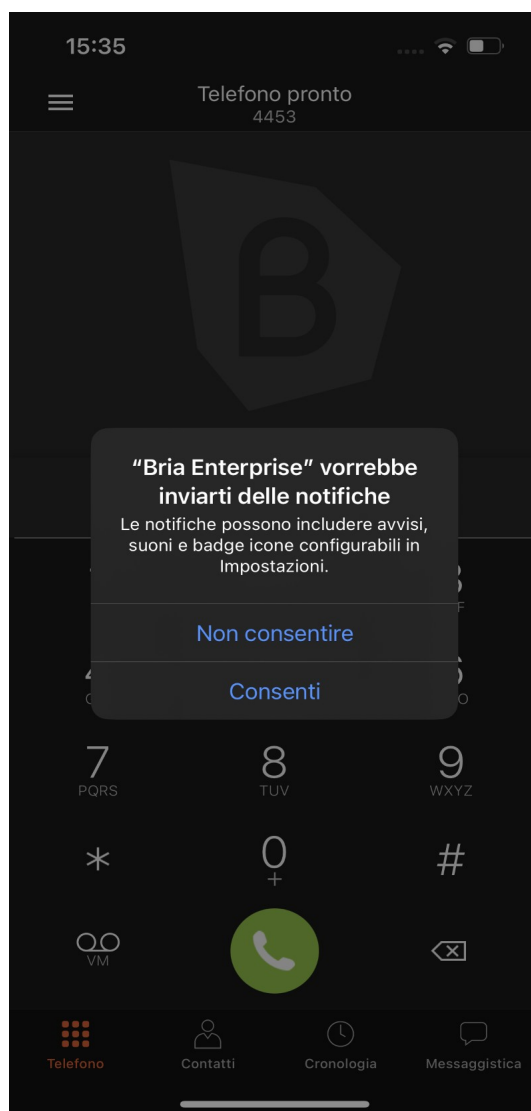 15:35
Telefono pronto
4453
“Bria Enterprise” vorrebbe
inviarti delle notifiche
Le notifiche possono includere avvisi,
suoni e badge icone configurabili in
Impostazioni.
Non consentire
Consenti
7 8 9
PQRS TUV WXYZ
* 0 #
+
VM
Telefono Contatti Cronologia Messaggistica